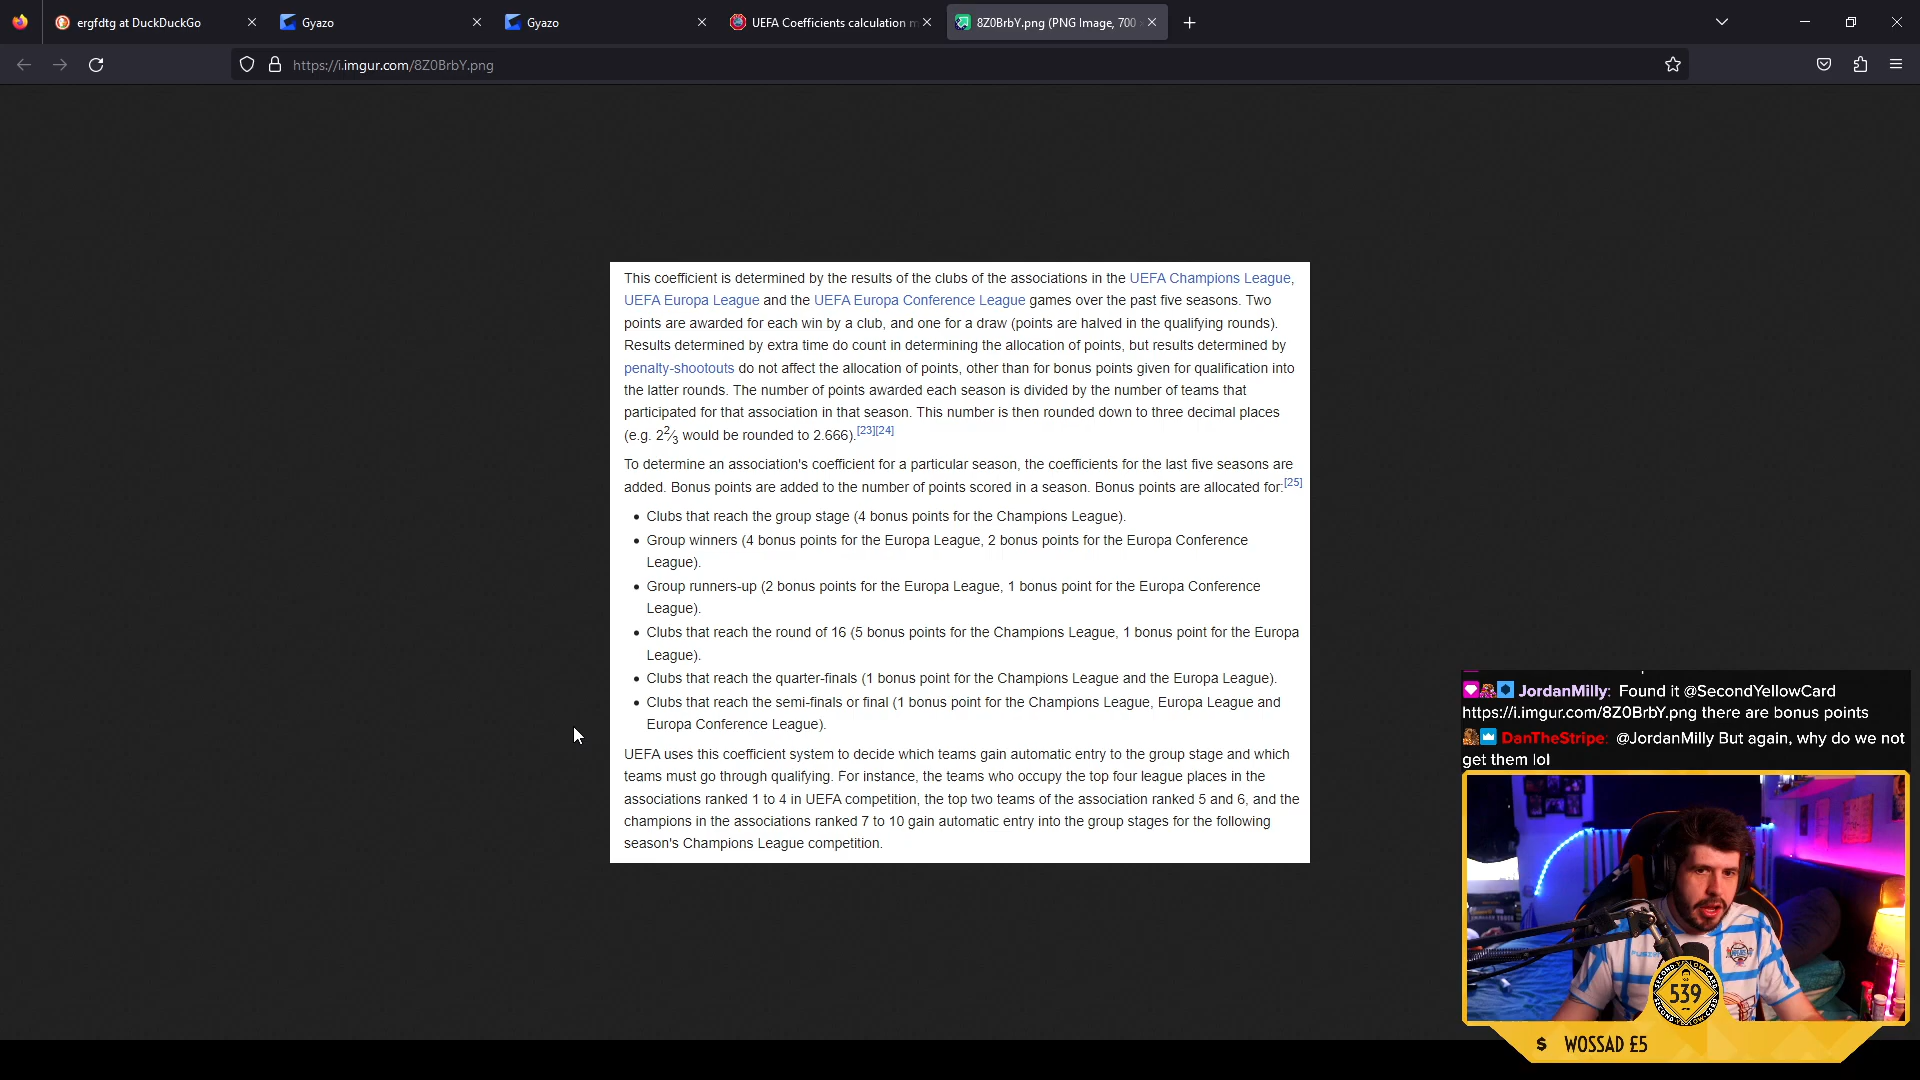 ergfdtg at DuckDuckGo
Gyazo
Gyazo
UEFA Coefficients calculation m
8Z0BrbY.png (PNG Image, 700
https://i.imgur.com/8Z0BrbY.png
This coefficient is determined by the results of the clubs of the associations in the UEFA Champions League,
UEFA Europa League and the UEFA Europa Conference League games over the past five seasons. Two
points are awarded for each win by a club, and one for a draw (points are halved in the qualifying rounds).
Results determined by extra time do count in determining the allocation of points, but results determined by
penalty-shootouts do not affect the allocation of points, other than for bonus points given for qualification into
the latter rounds. The number of points awarded each season is divided by the number of teams that
participated for that association in that season. This number is then rounded down to three decimal places
(e.g. 2²⁄₃ would be rounded to 2.666).[23][24]
To determine an association's coefficient for a particular season, the coefficients for the last five seasons are
added. Bonus points are added to the number of points scored in a season. Bonus points are allocated for:[25]
• Clubs that reach the group stage (4 bonus points for the Champions League).
• Group winners (4 bonus points for the Europa League, 2 bonus points for the Europa Conference
League).
• Group runners-up (2 bonus points for the Europa League, 1 bonus point for the Europa Conference
League).
• Clubs that reach the round of 16 (5 bonus points for the Champions League, 1 bonus point for the Europa
League).
• Clubs that reach the quarter-finals (1 bonus point for the Champions League and the Europa League).
• Clubs that reach the semi-finals or final (1 bonus point for the Champions League, Europa League and
Europa Conference League).
UEFA uses this coefficient system to decide which teams gain automatic entry to the group stage and which
teams must go through qualifying. For instance, the teams who occupy the top four league places in the
associations ranked 1 to 4 in UEFA competition, the top two teams of the association ranked 5 and 6, and the
champions in the associations ranked 7 to 10 gain automatic entry into the group stages for the following
season's Champions League competition.
JordanMilly: Found it @SecondYellowCard
https://i.imgur.com/8Z0BrbY.png there are bonus points
DanTheStripe: @JordanMilly But again, why do we not
get them lol
SECOND YELLOW CARD
539
SECOND YELLOW CARD
$ WOSSAD £5